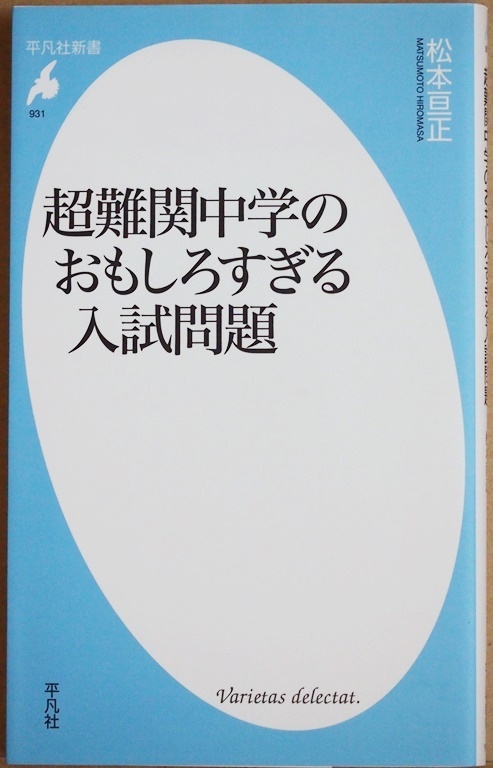 平凡社新書
931
松本亘正
MATSUMOTO HIROMASA
超難関中学の
おもしろすぎる
入試問題
Varietas delectat.
平凡社